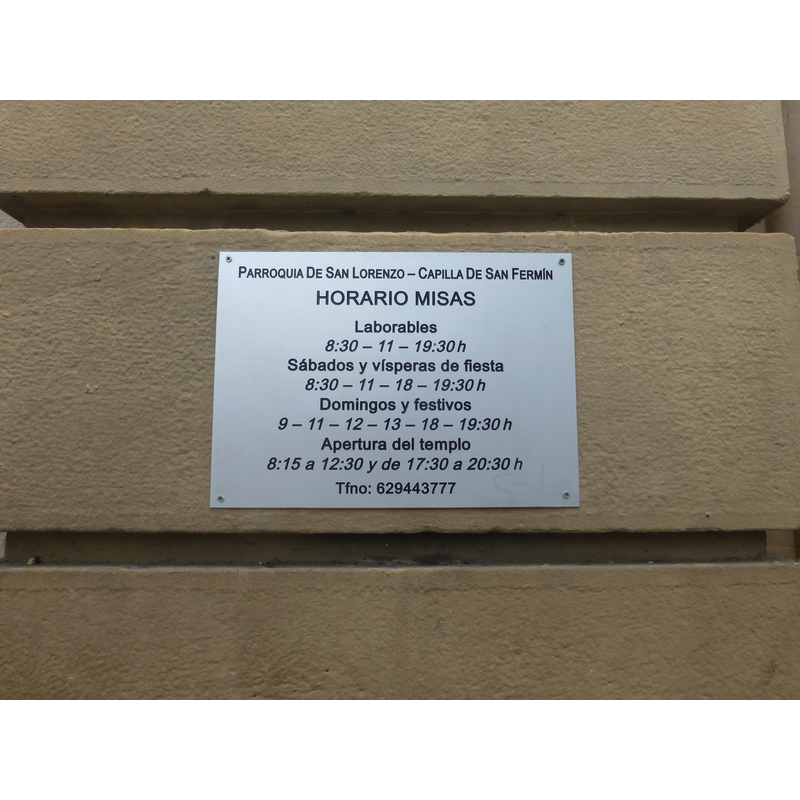 PARROQUIA DE SAN LORENZO – CAPILLA DE SAN FERMÍN
HORARIO MISAS
Laborables
8:30 – 11 – 19:30 h
Sábados y vísperas de fiesta
8:30 – 11 – 18 – 19:30 h
Domingos y festivos
9 – 11 – 12 – 13 – 18 – 19:30 h
Apertura del templo
8:15 a 12:30 y de 17:30 a 20:30 h
Tfno: 629443777